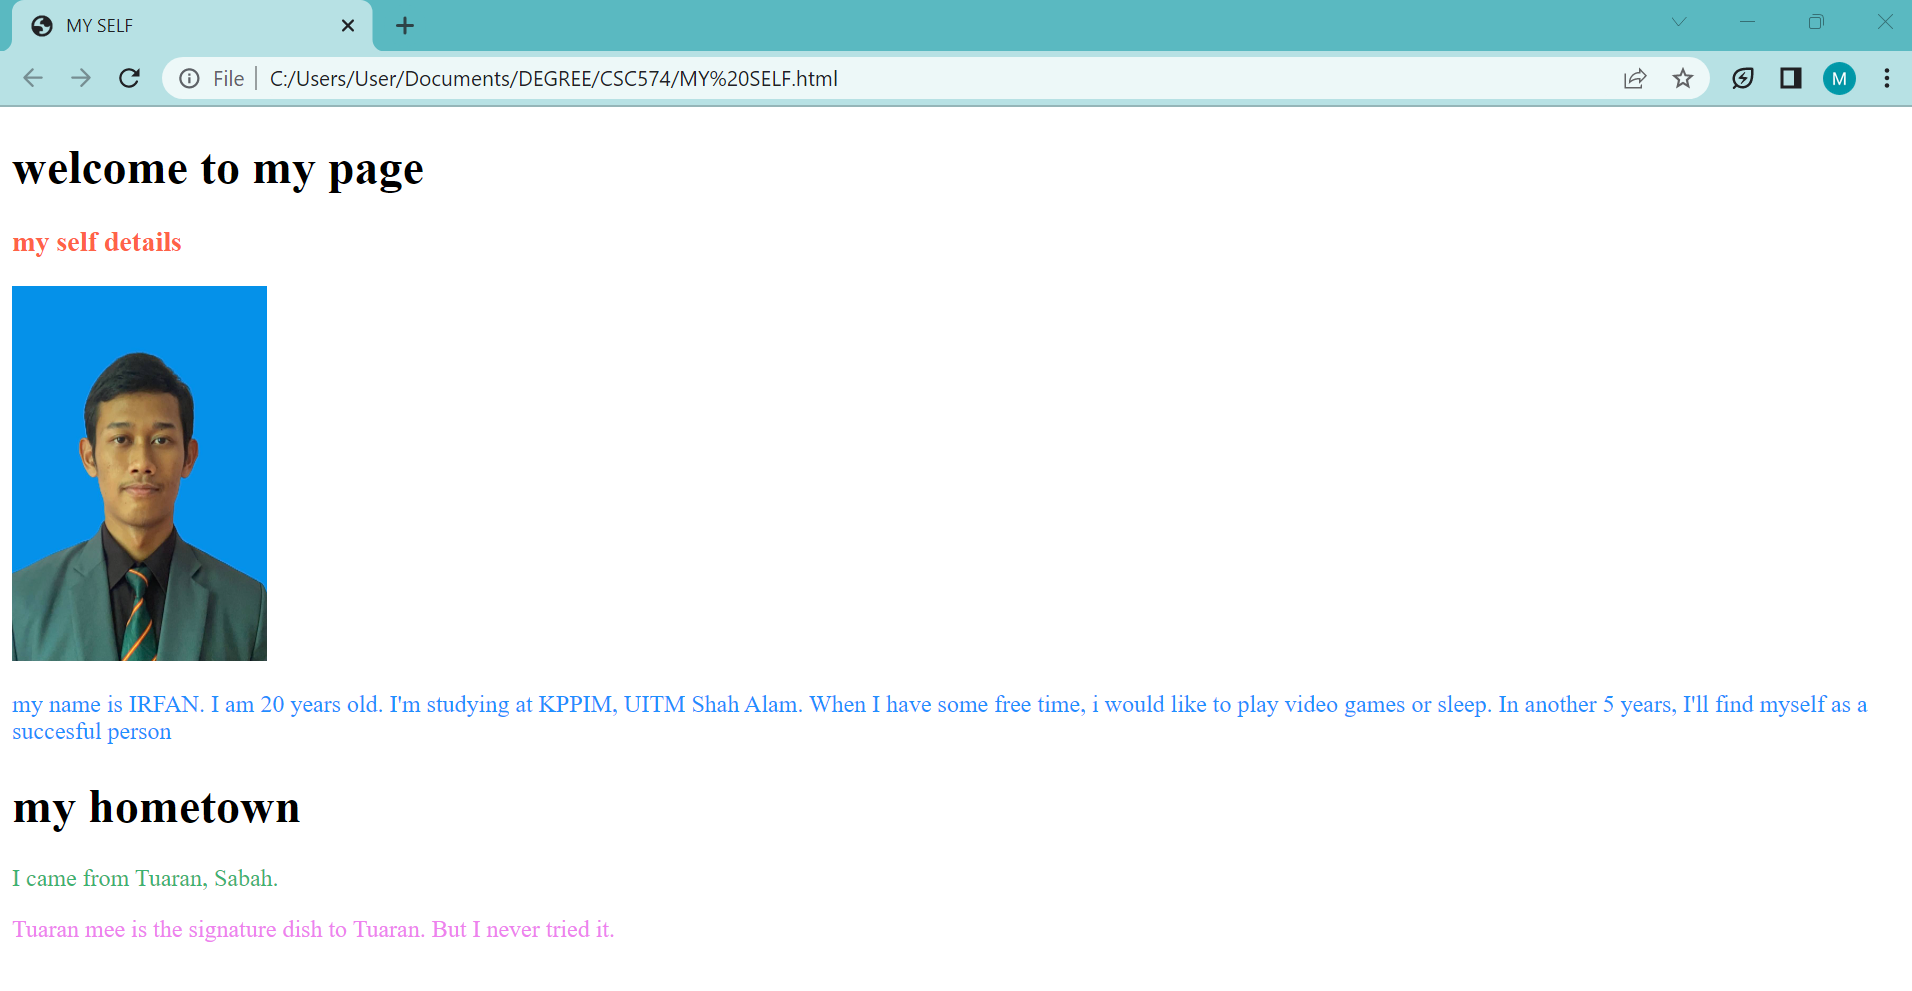 MY SELF
File
C:/Users/User/Documents/DEGREE/CSC574/MY%20SELF.html
M
welcome to my page
my self details
my name is IRFAN. I am 20 years old. I'm studying at KPPIM, UITM Shah Alam. When I have some free time, i would like to play video games or sleep. In another 5 years, I'll find myself as a
succesful person
my hometown
I came from Tuaran, Sabah.
Tuaran mee is the signature dish to Tuaran. But I never tried it.